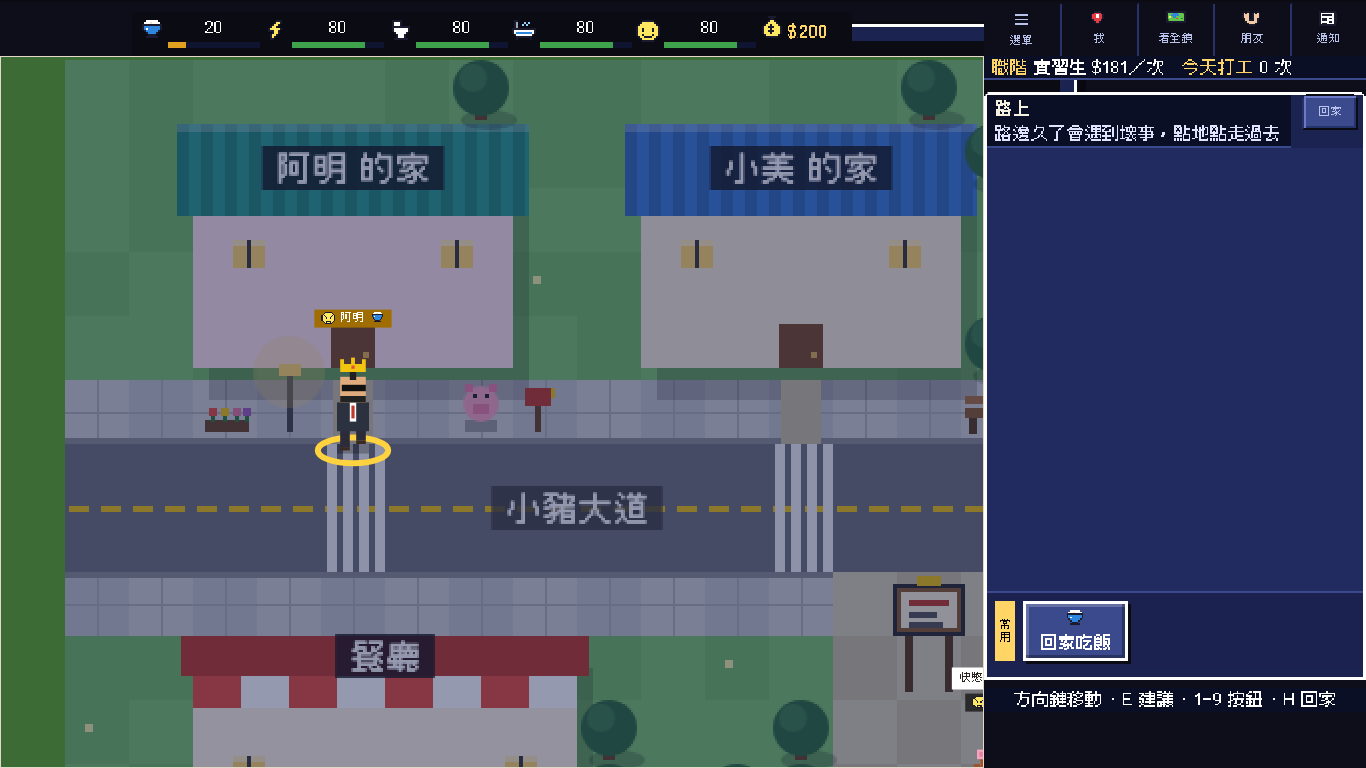 20
80
80
80
80
$200
選單
我
看全鎮
朋友
通知
職階 實習生 $181／次 今天打工 0 次
路上
路邊久了會遇到壞事，點地點走過去
回家
阿明 的家
小美 的家
阿明
小豬大道
餐廳
常用
回家吃飯
方向鍵移動 · E 建議 · 1-9 按鈕 · H 回家